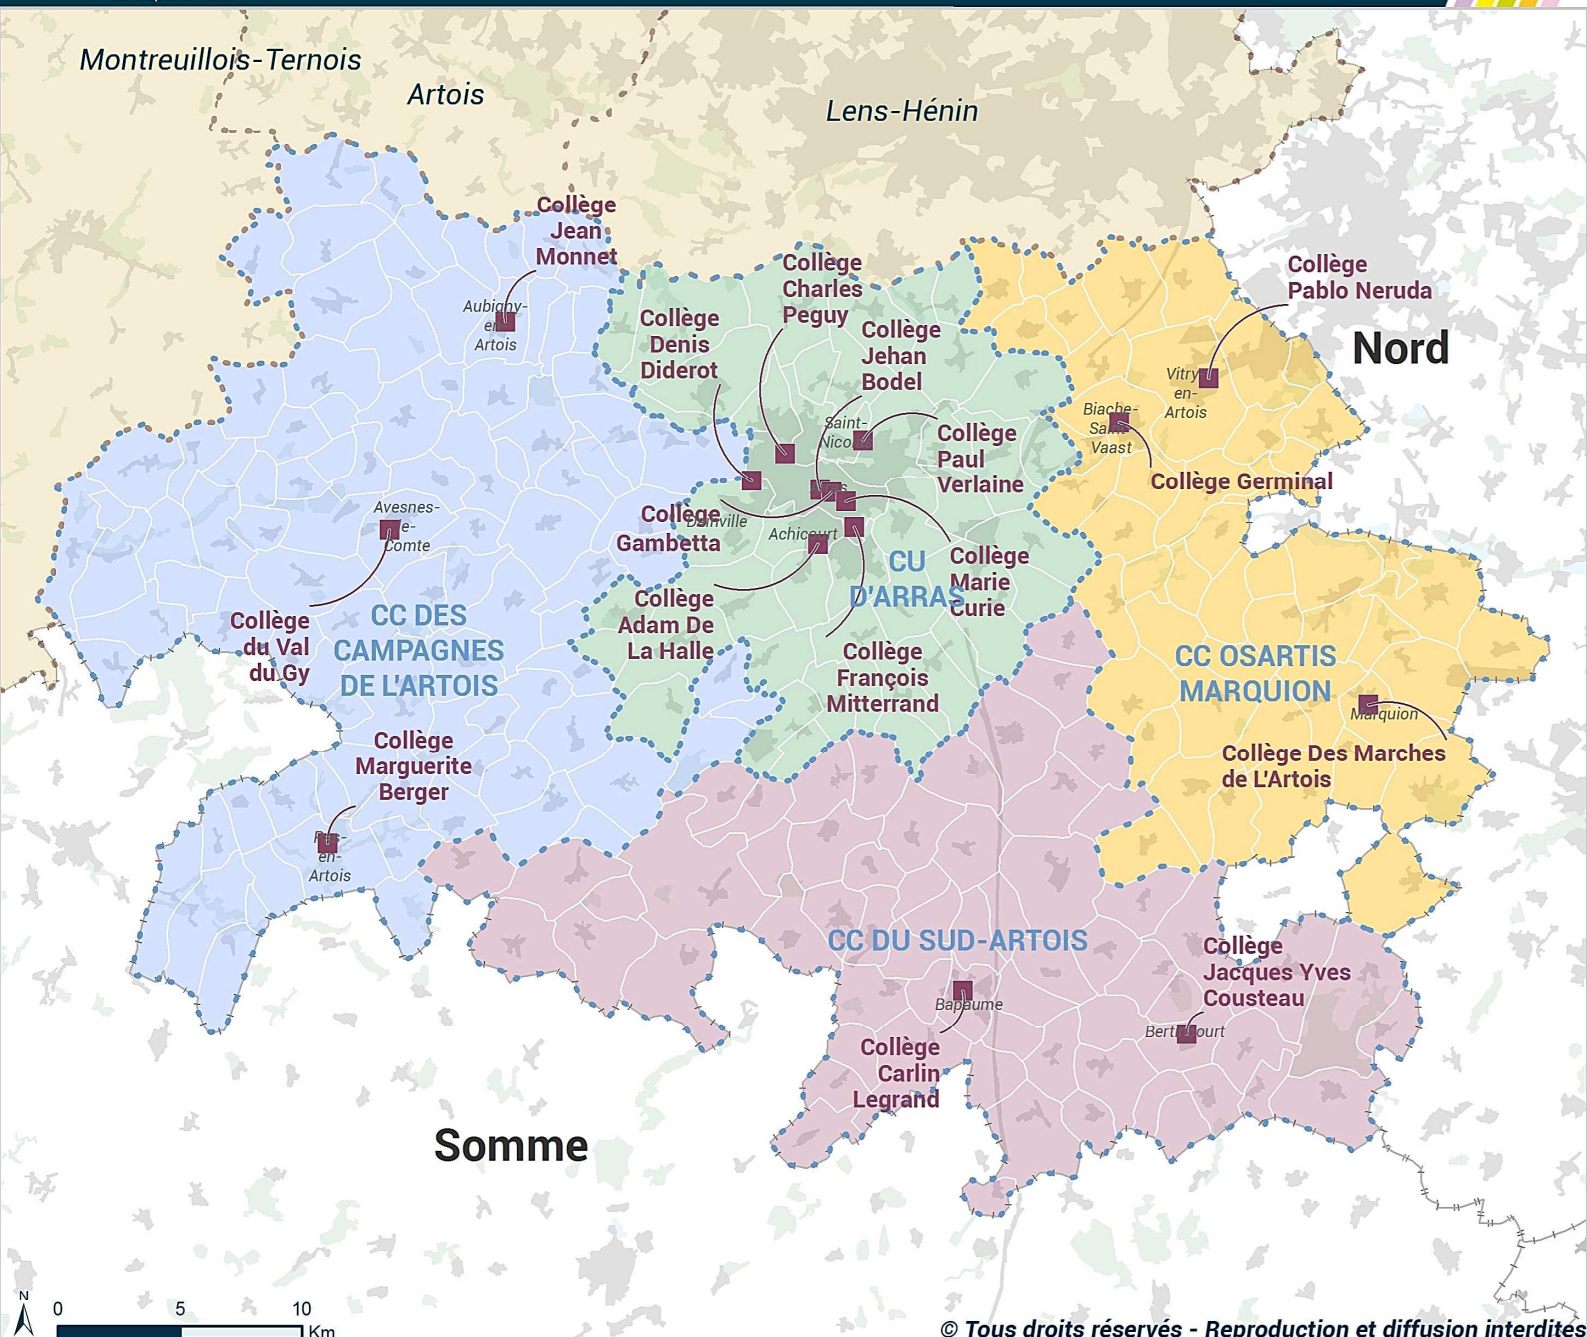 Montreuillois-Ternois
Artois
Lens-Hénin
Collège
Jean
Monnet
Aubigny-
en-
Artois
Collège
Charles
Peguy
Collège
Denis
Diderot
Collège
Jehan
Bodel
Collège
Pablo Neruda
Nord
Vitry-
en-
Artois
Biache-
Saint-
Vaast
Collège Germinal
Saint-
Collège
Paul
Verlaine
Avesnes-
le-
Comte
Collège
Gambetta
Dainville
Achicourt
CU
D'ARRAS
Collège
Marie
Curie
Collège
Adam De
La Halle
Collège
François
Mitterrand
Collège
du Val
du Gy
CC DES
CAMPAGNES
DE L'ARTOIS
CC OSARTIS
MARQUION
Marquion
Collège Des Marches
de L'Artois
Collège
Marguerite
Berger
en-
Artois
CC DU SUD-ARTOIS
Collège
Jacques Yves
Cousteau
Bapaume
Collège
Carlin
Legrand
Somme
N
0 5 10
Km
© Tous droits réservés - Reproduction et diffusion interdites